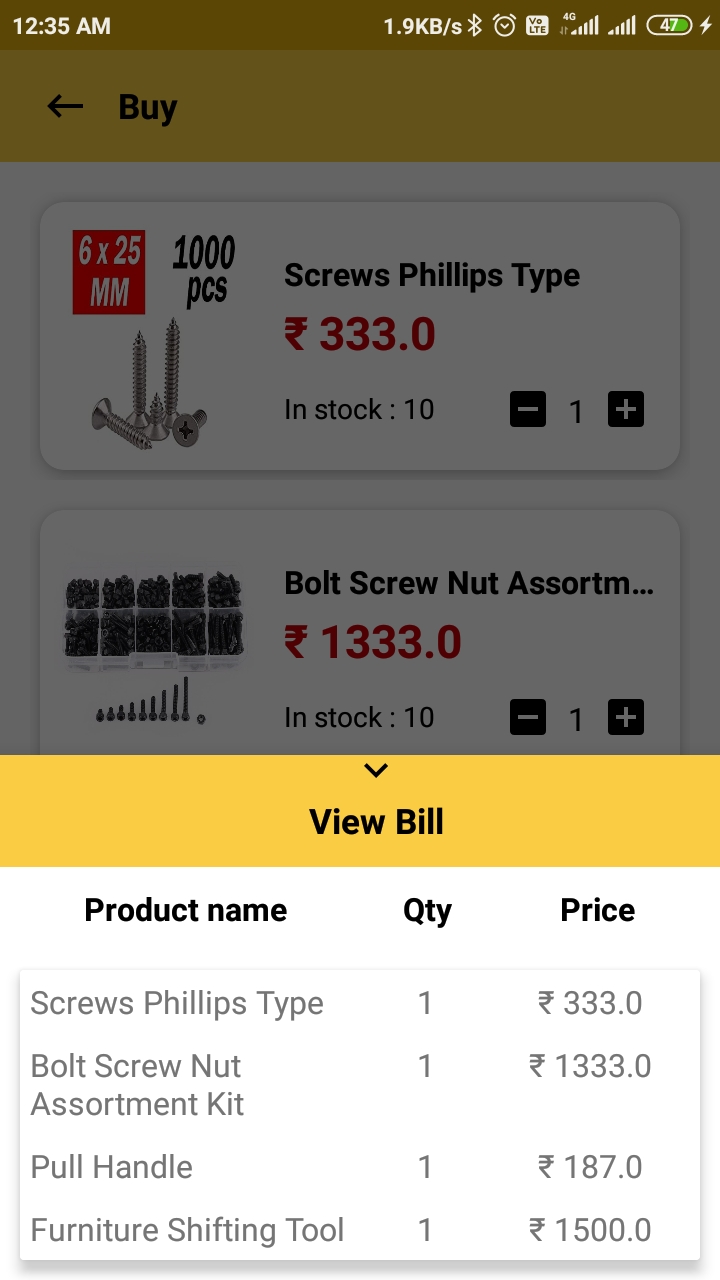 12:35 AM
1.9KB/s
Vo
LTE
4G
47
Buy
6 x 25
MM
1000
pcs
Screws Phillips Type
₹ 333.0
In stock : 10
1
Bolt Screw Nut Assortm...
₹ 1333.0
In stock : 10
1
View Bill
Product name Qty Price
Screws Phillips Type 1 ₹ 333.0
Bolt Screw Nut 1 ₹ 1333.0
Assortment Kit
Pull Handle 1 ₹ 187.0
Furniture Shifting Tool 1 ₹ 1500.0